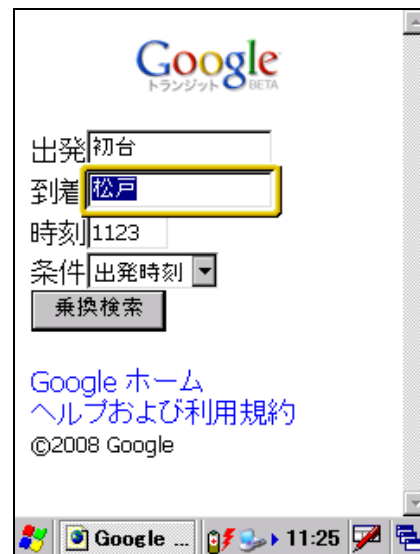 Google
トランジット BETA
出発 初台
到着 松戸
時刻 1123
条件 出発時刻
乗換検索
Google ホーム
ヘルプおよび利用規約
©2008 Google
Google ... 11:25